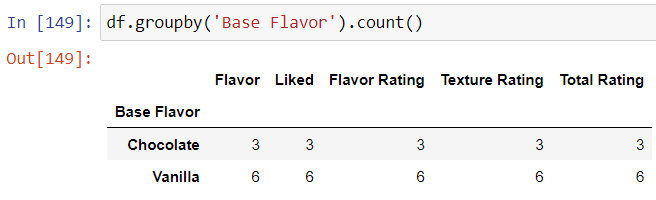 In [149]: df.groupby('Base Flavor').count()
Out[149]:
Flavor Liked Flavor Rating Texture Rating Total Rating
Base Flavor
Chocolate 3 3 3 3 3
Vanilla 6 6 6 6 6